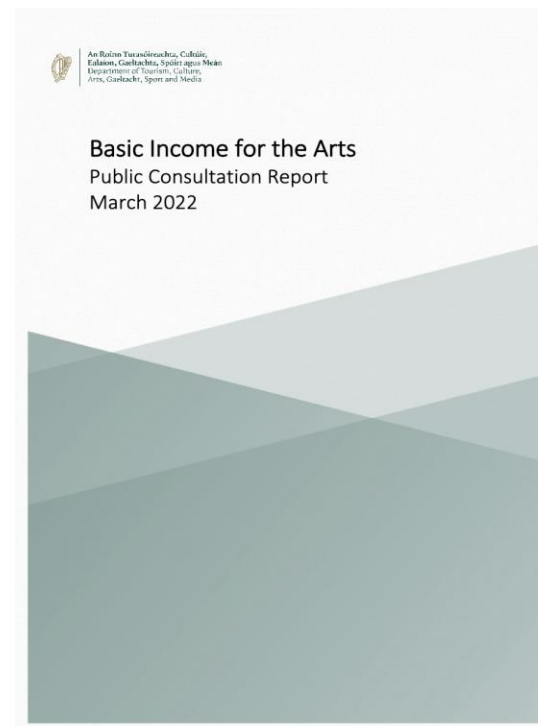 An Roinn Turasóireachta, Cultúir,
Ealaíon, Gaeltachta, Spóirt agus Meán
Department of Tourism, Culture,
Arts, Gaeltacht, Sport and Media
Basic Income for the Arts
Public Consultation Report
March 2022